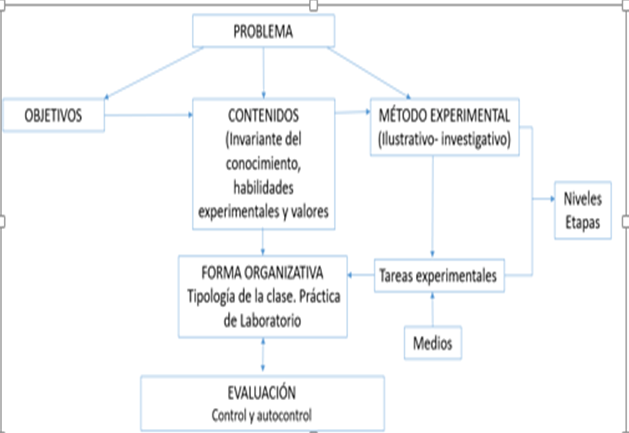 PROBLEMA
OBJETIVOS
CONTENIDOS
(Invariante del
conocimiento,
habilidades
experimentales y valores
MÉTODO EXPERIMENTAL
(Ilustrativo- investigativo)
Niveles
Etapas
FORMA ORGANIZATIVA
Tipología de la clase. Práctica
de Laboratorio
Tareas experimentales
Medios
EVALUACIÓN
Control y autocontrol